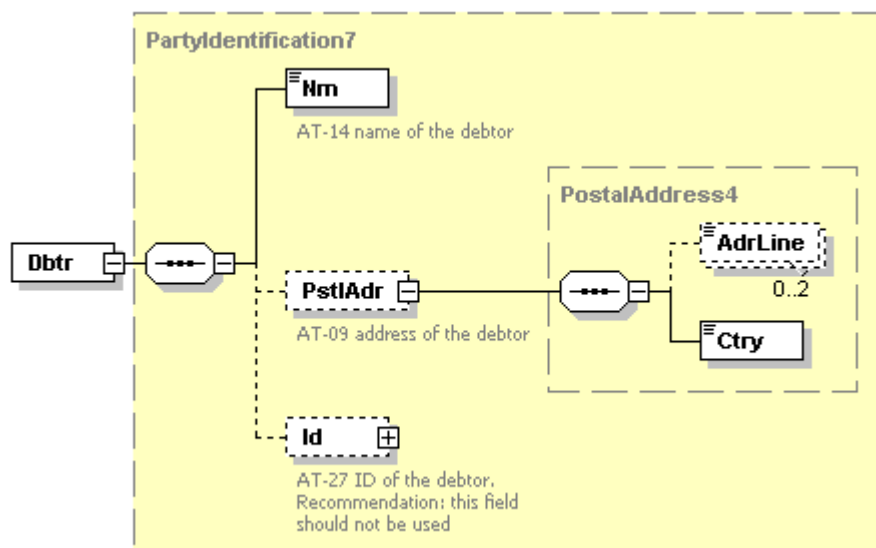 PartyIdentification7
Nm
AT-14 name of the debtor
PostalAddress4
AdrLine
0..2
Dbtr
PstlAdr
AT-09 address of the debtor
Ctry
Id
AT-27 ID of the debtor.
Recommendation: this field
should not be used